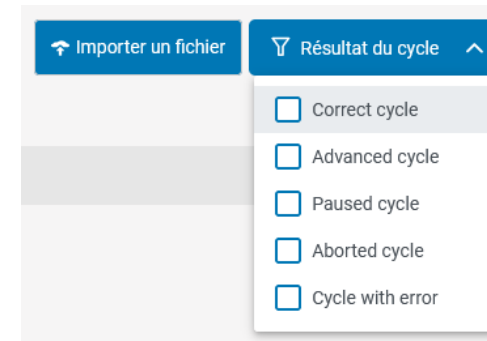 Importer un fichier
Résultat du cycle
Correct cycle
Advanced cycle
Paused cycle
Aborted cycle
Cycle with error